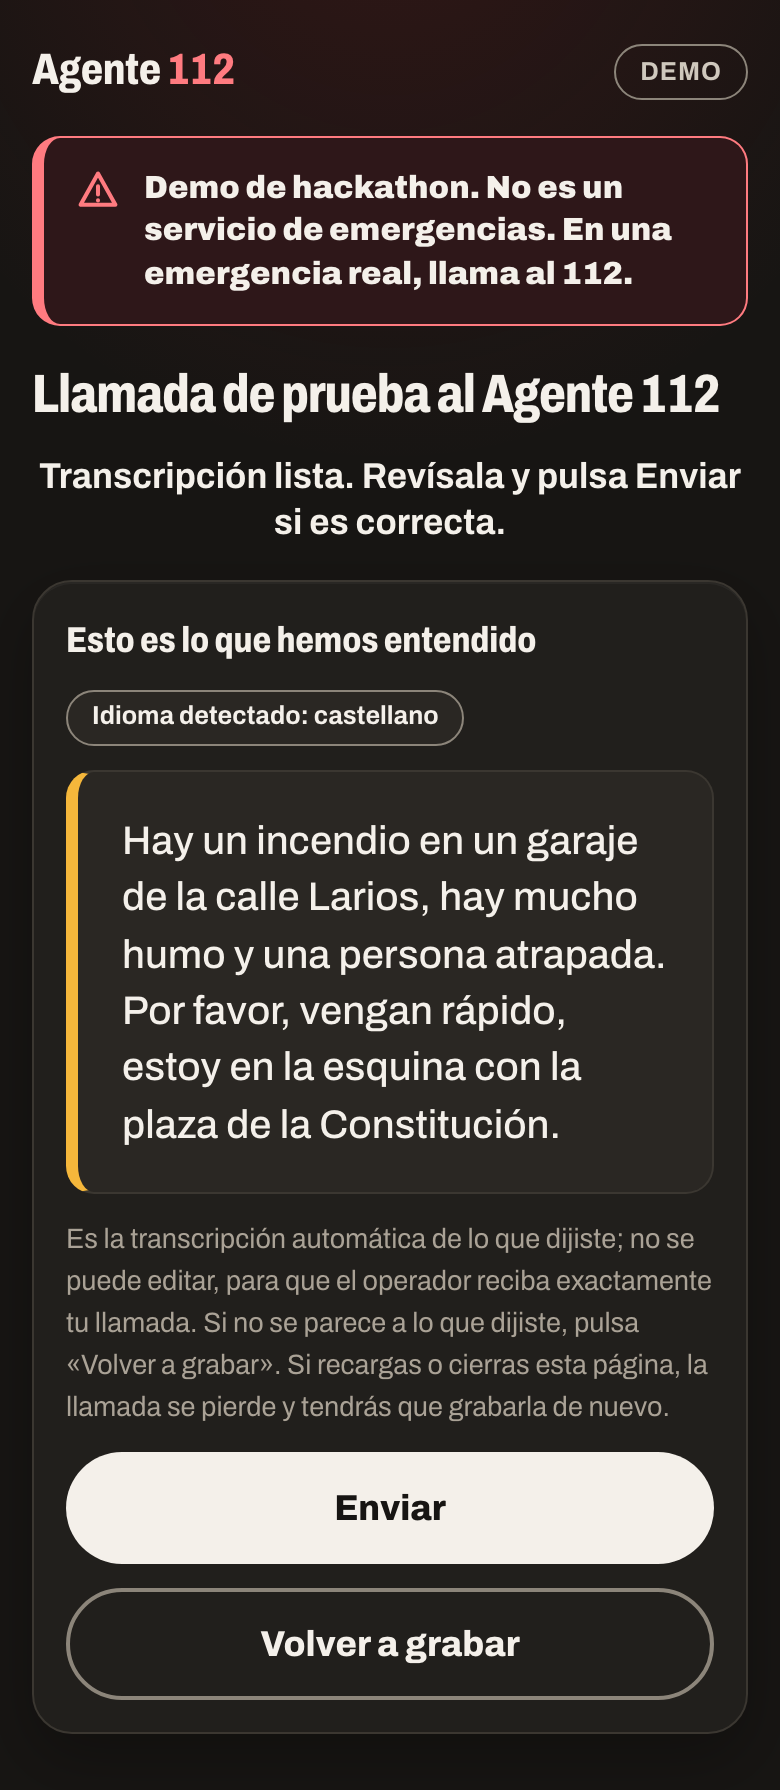 Agente 112
DEMO
Demo de hackathon. No es un
servicio de emergencias. En una
emergencia real, llama al 112.
Llamada de prueba al Agente 112
Transcripción lista. Revísala y pulsa Enviar
si es correcta.
Esto es lo que hemos entendido
Idioma detectado: castellano
Hay un incendio en un garaje
de la calle Larios, hay mucho
humo y una persona atrapada.
Por favor, vengan rápido,
estoy en la esquina con la
plaza de la Constitución.
Es la transcripción automática de lo que dijiste; no se
puede editar, para que el operador reciba exactamente
tu llamada. Si no se parece a lo que dijiste, pulsa
«Volver a grabar». Si recargas o cierras esta página, la
llamada se pierde y tendrás que grabarla de nuevo.
Enviar
Volver a grabar